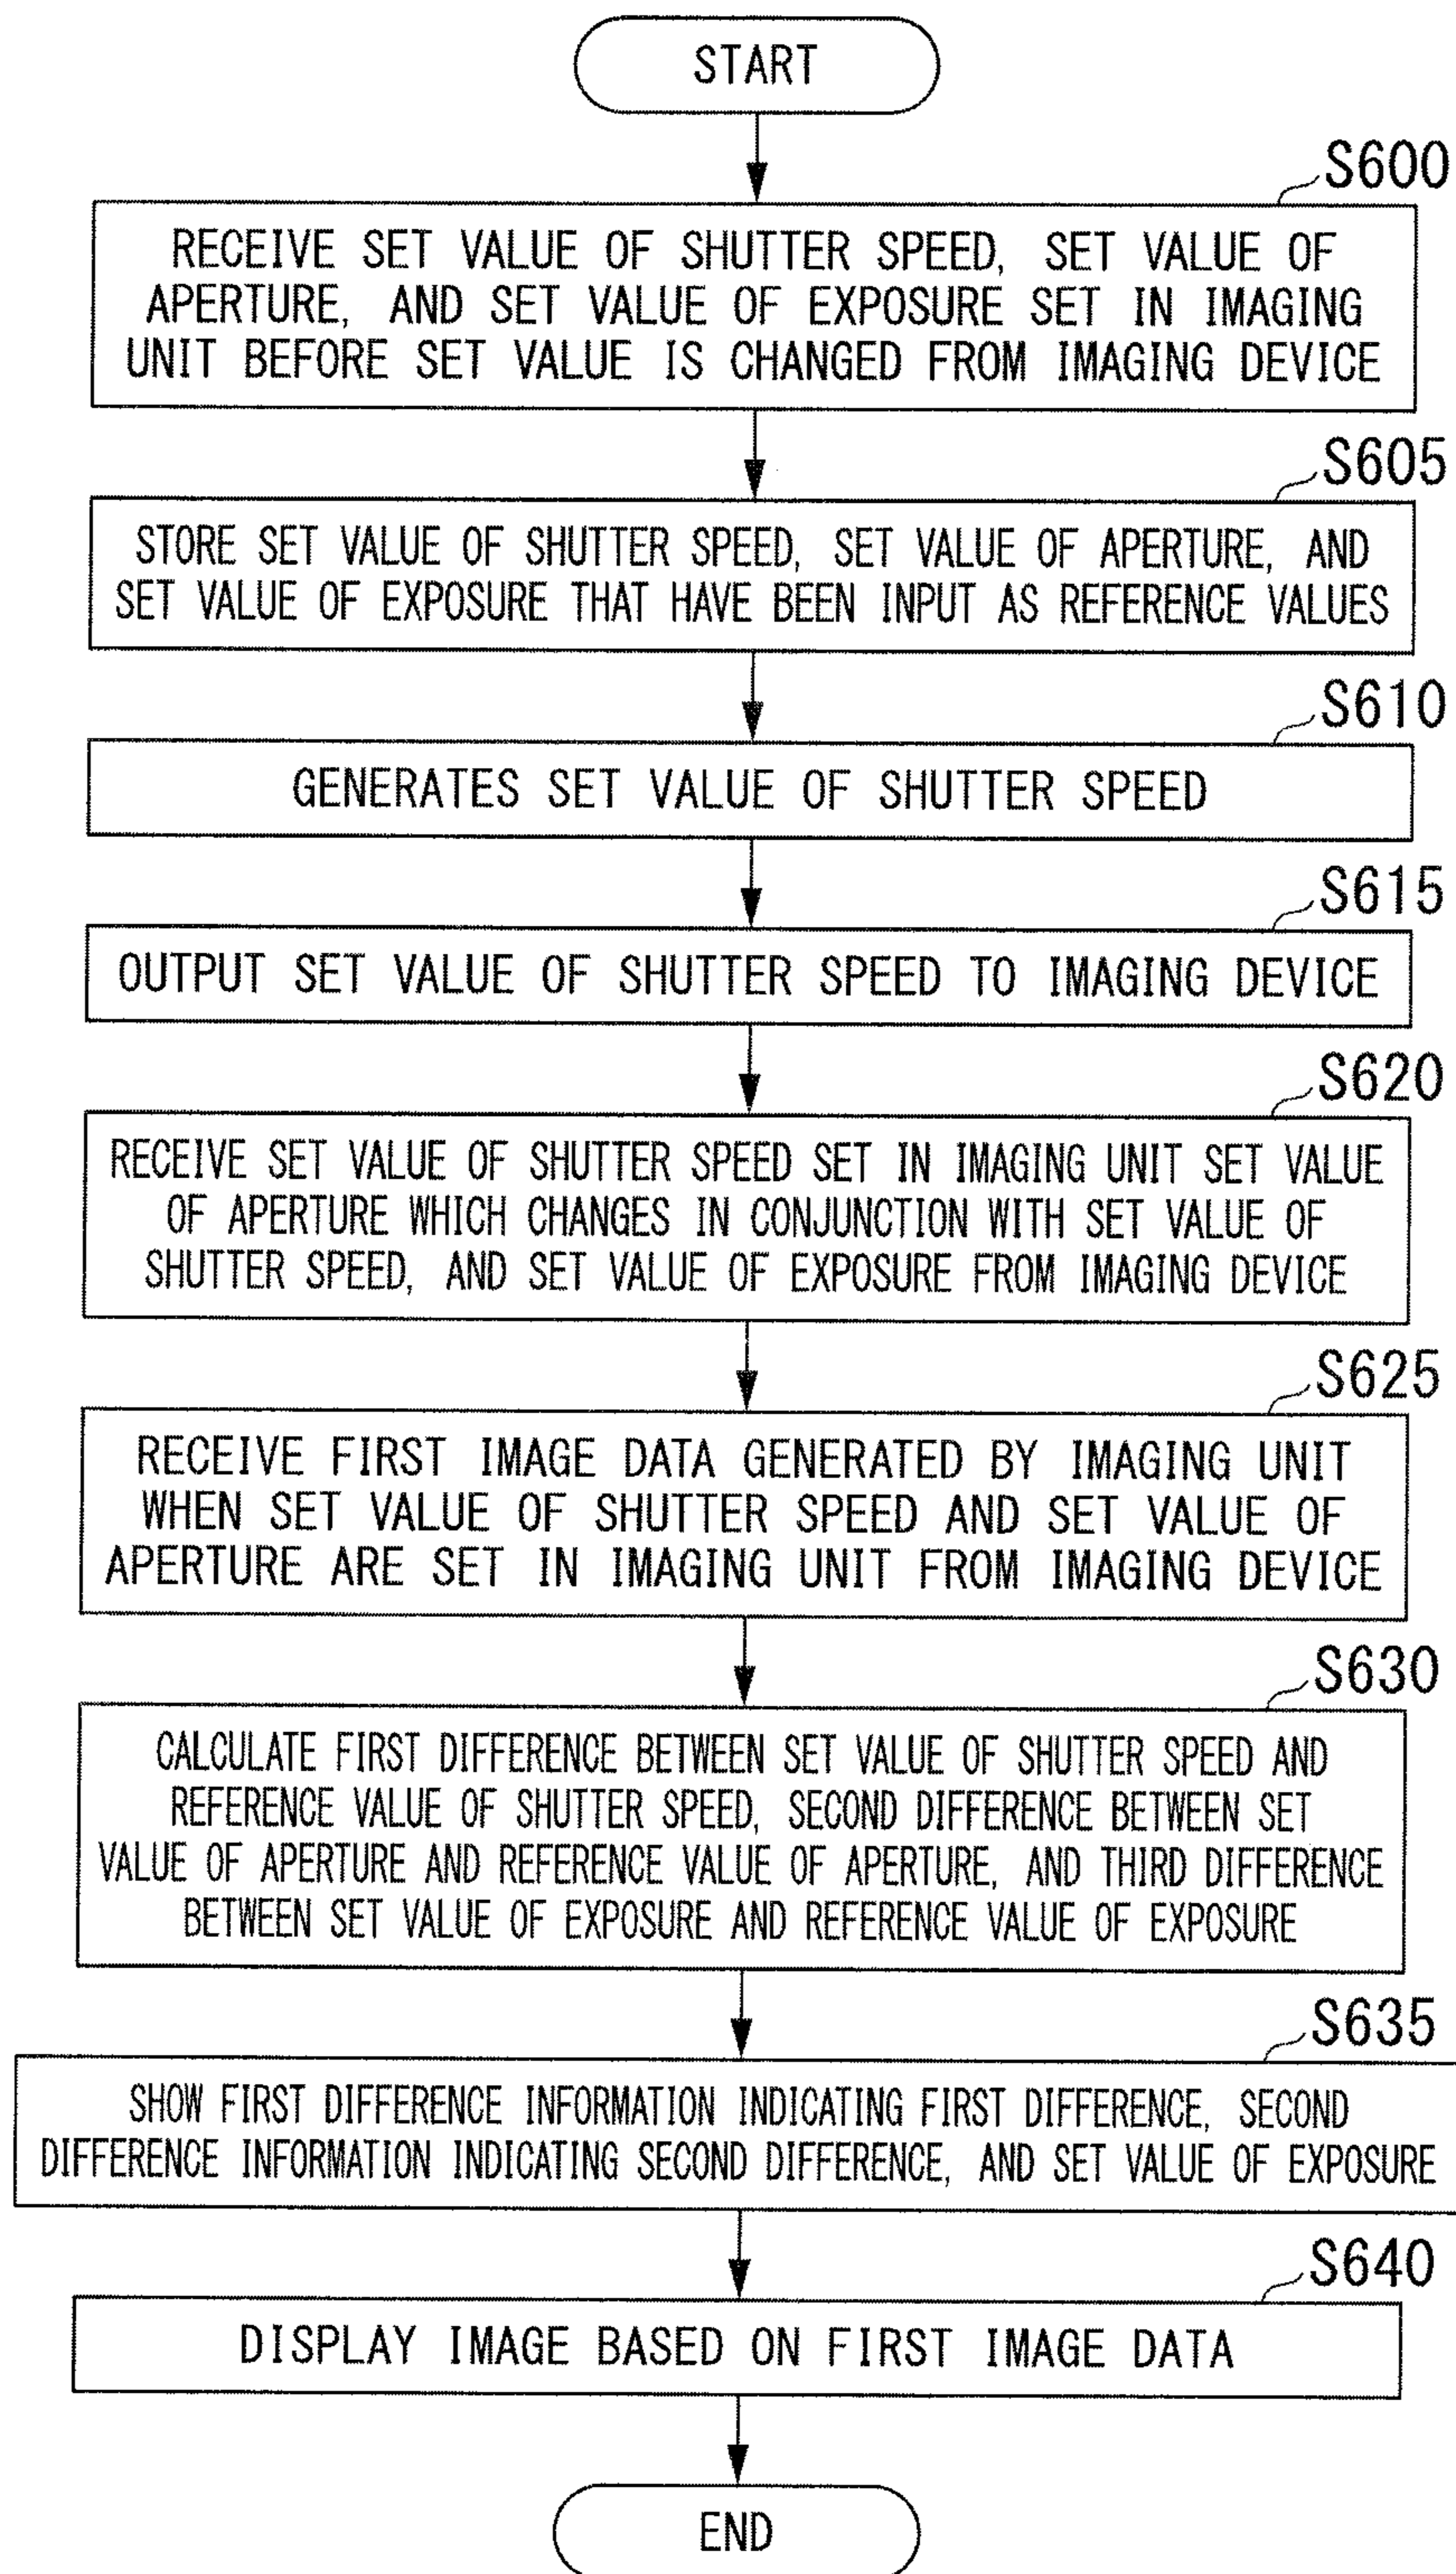 START
S600
RECEIVE SET VALUE OF SHUTTER SPEED, SET VALUE OF
APERTURE, AND SET VALUE OF EXPOSURE SET IN IMAGING
UNIT BEFORE SET VALUE IS CHANGED FROM IMAGING DEVICE
S605
STORE SET VALUE OF SHUTTER SPEED, SET VALUE OF APERTURE, AND
SET VALUE OF EXPOSURE THAT HAVE BEEN INPUT AS REFERENCE VALUES
S610
GENERATES SET VALUE OF SHUTTER SPEED
S615
OUTPUT SET VALUE OF SHUTTER SPEED TO IMAGING DEVICE
S620
RECEIVE SET VALUE OF SHUTTER SPEED SET IN IMAGING UNIT SET VALUE
OF APERTURE WHICH CHANGES IN CONJUNCTION WITH SET VALUE OF
SHUTTER SPEED, AND SET VALUE OF EXPOSURE FROM IMAGING DEVICE
S625
RECEIVE FIRST IMAGE DATA GENERATED BY IMAGING UNIT
WHEN SET VALUE OF SHUTTER SPEED AND SET VALUE OF
APERTURE ARE SET IN IMAGING UNIT FROM IMAGING DEVICE
S630
CALCULATE FIRST DIFFERENCE BETWEEN SET VALUE OF SHUTTER SPEED AND
REFERENCE VALUE OF SHUTTER SPEED, SECOND DIFFERENCE BETWEEN SET
VALUE OF APERTURE AND REFERENCE VALUE OF APERTURE, AND THIRD DIFFERENCE
BETWEEN SET VALUE OF EXPOSURE AND REFERENCE VALUE OF EXPOSURE
S635
SHOW FIRST DIFFERENCE INFORMATION INDICATING FIRST DIFFERENCE, SECOND
DIFFERENCE INFORMATION INDICATING SECOND DIFFERENCE, AND SET VALUE OF EXPOSURE
S640
DISPLAY IMAGE BASED ON FIRST IMAGE DATA
END